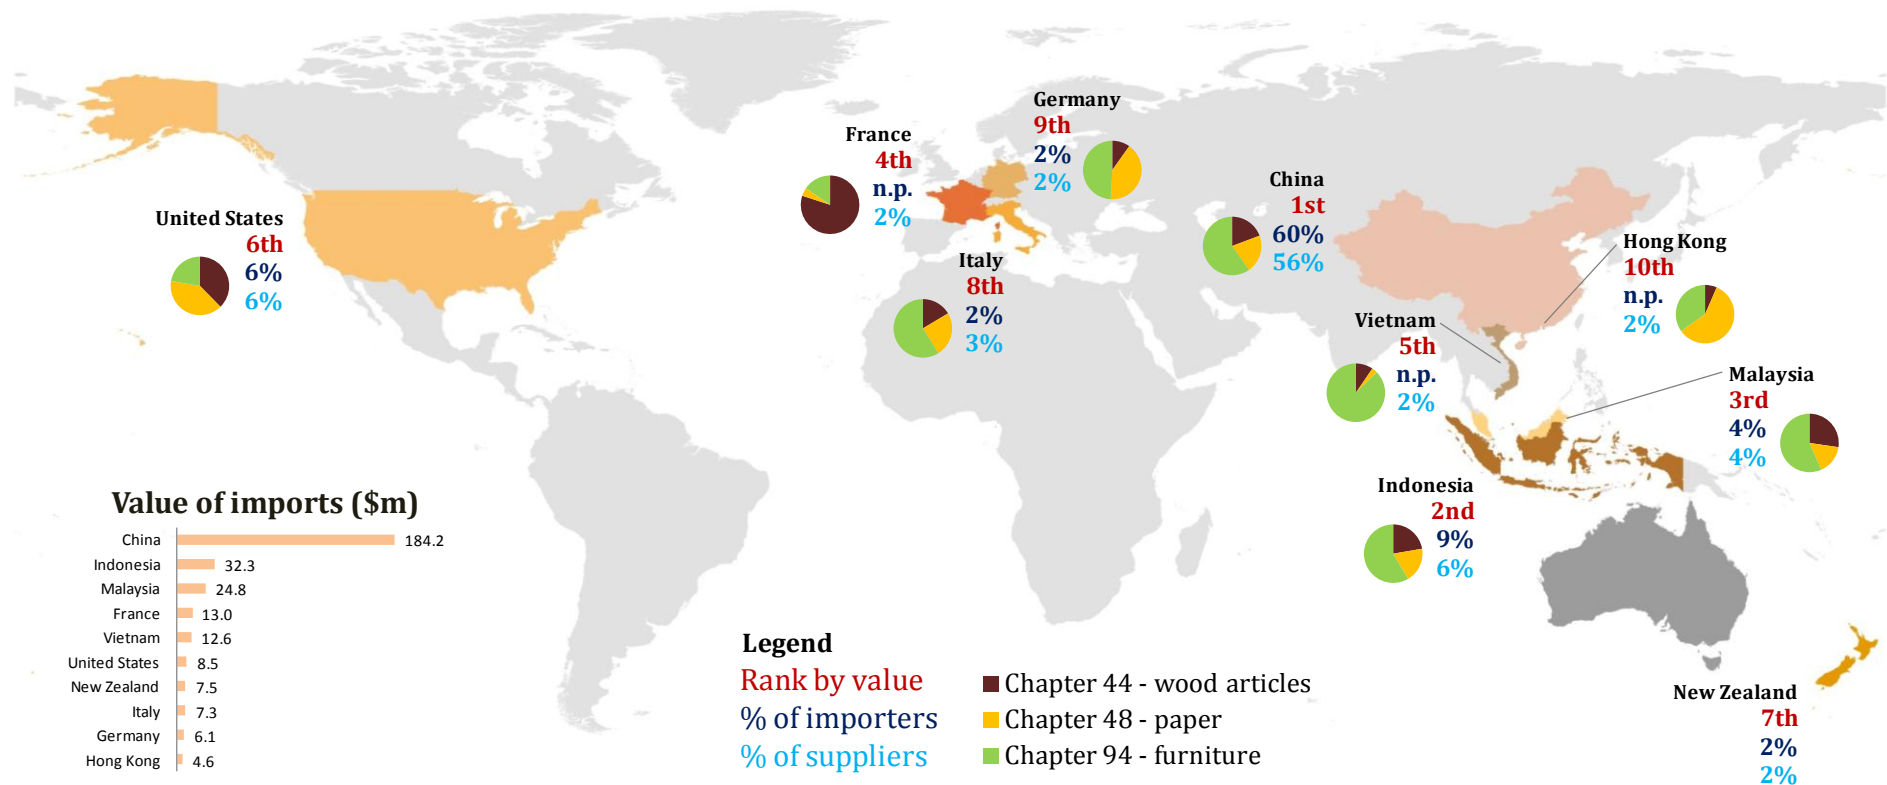 United States
6th
6%
6%
France
4th
n.p.
2%
Germany
9th
2%
2%
Italy
8th
2%
3%
China
1st
60%
56%
Hong Kong
10th
n.p.
2%
Vietnam
5th
n.p.
2%
Malaysia
3rd
4%
4%
Indonesia
2nd
9%
6%
New Zealand
7th
2%
2%
Value of imports ($m)
China 184.2
Indonesia 32.3
Malaysia 24.8
France 13.0
Vietnam 12.6
United States 8.5
New Zealand 7.5
Italy 7.3
Germany 6.1
Hong Kong 4.6
Legend
Rank by value
% of importers
% of suppliers
Chapter 44 - wood articles
Chapter 48 - paper
Chapter 94 - furniture